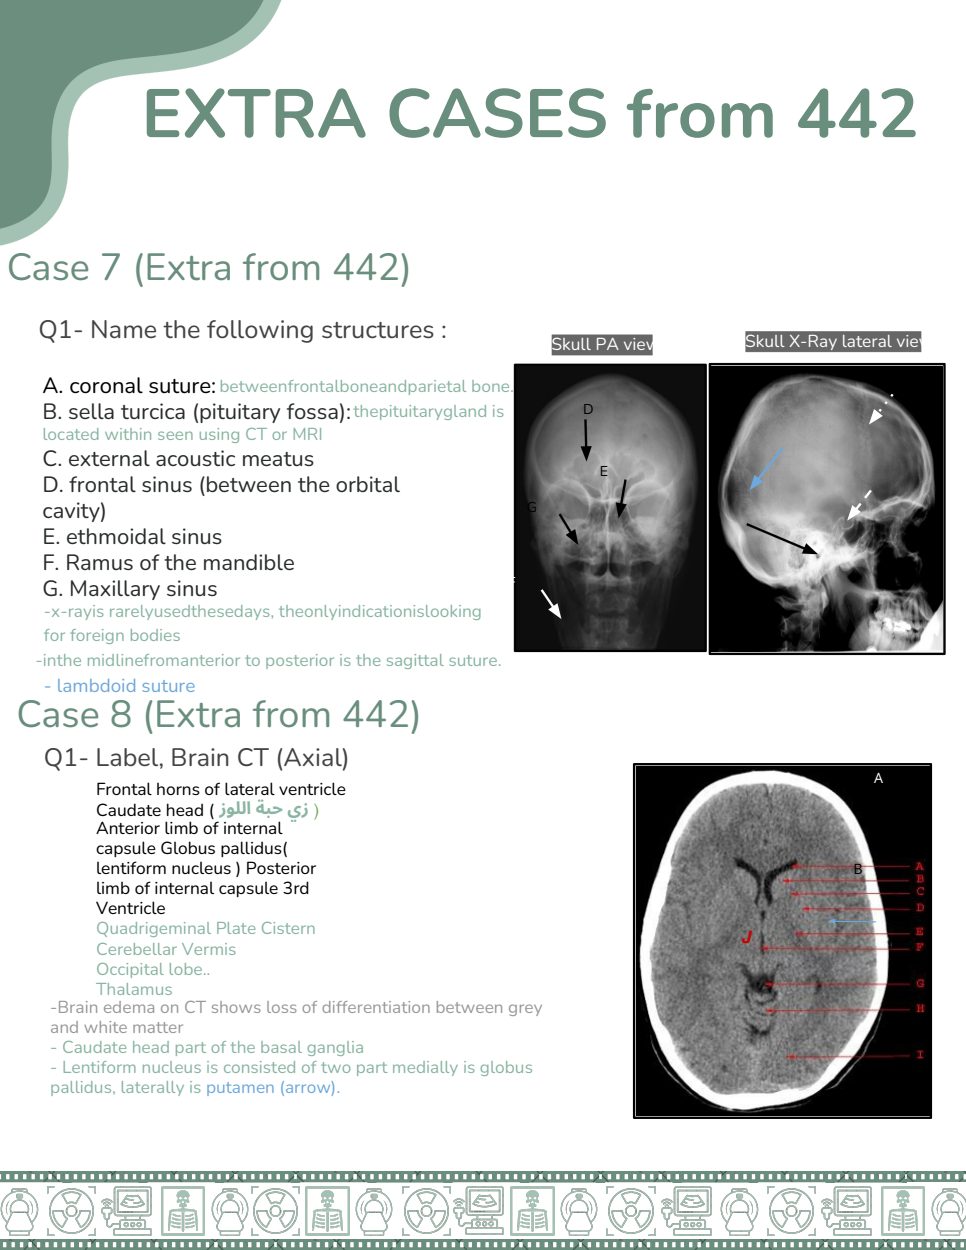 EXTRA CASES from 442
Case 7 (Extra from 442)
Q1- Name the following structures :
A. coronal suture: betweenfrontalboneandparietal bone.
B. sella turcica (pituitary fossa): thepituitarygland is
located within seen using CT or MRI
C. external acoustic meatus
D. frontal sinus (between the orbital
cavity)
E. ethmoidal sinus
F. Ramus of the mandible
G. Maxillary sinus
-x-rayis rarelyusedthesedays, theonlyindicationislooking
for foreign bodies
-inthe midlinefromanterior to posterior is the sagittal suture.
- lambdoid suture
Skull PA view
Skull X-Ray lateral view
D
E
G
Case 8 (Extra from 442)
Q1- Label, Brain CT (Axial)
Frontal horns of lateral ventricle
Caudate head ( زي حبة اللوز )
Anterior limb of internal
capsule Globus pallidus(
lentiform nucleus ) Posterior
limb of internal capsule 3rd
Ventricle
Quadrigeminal Plate Cistern
Cerebellar Vermis
Occipital lobe..
Thalamus
-Brain edema on CT shows loss of differentiation between grey
and white matter
- Caudate head part of the basal ganglia
- Lentiform nucleus is consisted of two part medially is globus
pallidus, laterally is putamen (arrow).
A
B
A
B
C
D
E
F
J
G
H
I